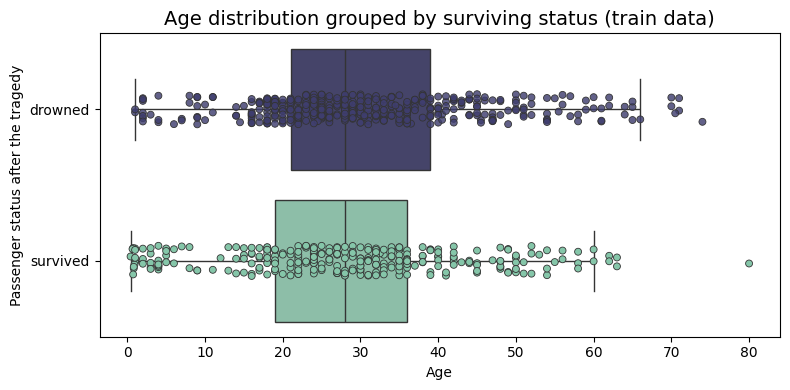 Age distribution grouped by surviving status (train data)
Passenger status after the tragedy
drowned
survived
0 10 20 30 40 50 60 70 80
Age